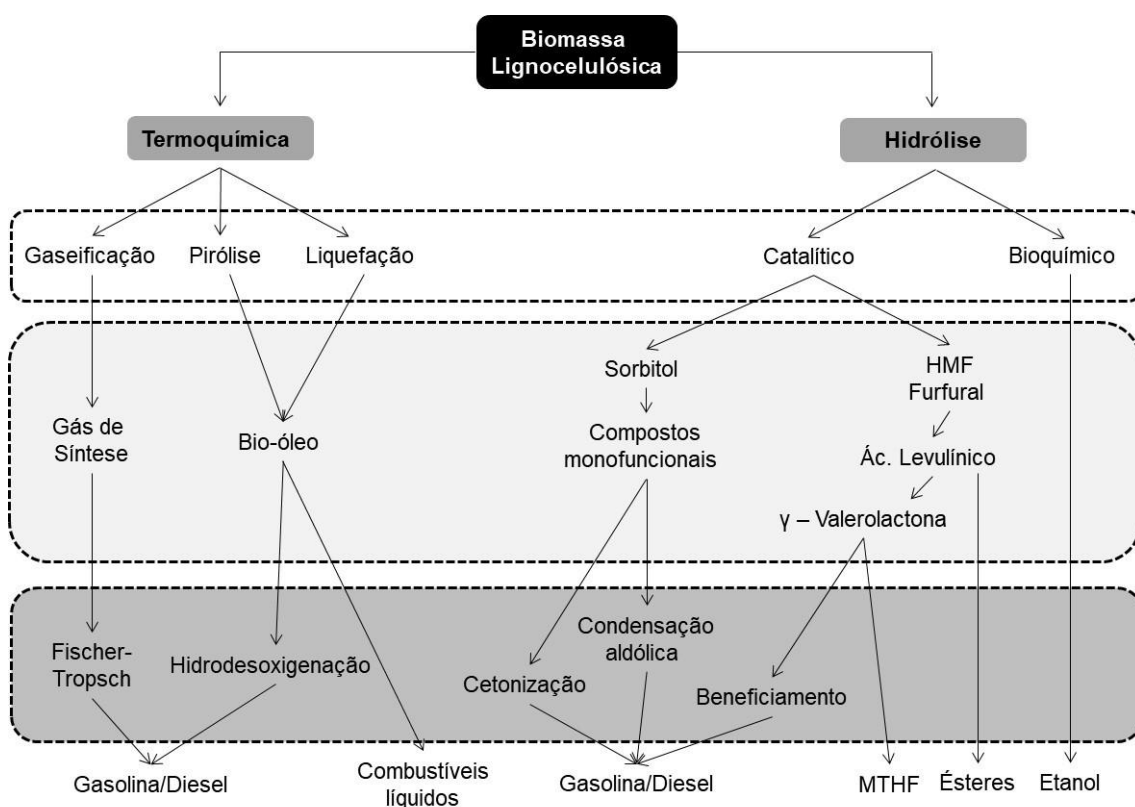 Biomassa
Lignocelulósica
Termoquímica
Hidrólise
Gaseificação
Pirólise
Liquefação
Catalítico
Bioquímico
Sorbitol
HMF
Furfural
Gás de
Síntese
Bio-óleo
Compostos
monofuncionais
Ác. Levulínico
γ – Valerolactona
Fischer-
Tropsch
Hidrodesoxigenação
Cetonização
Condensação
aldólica
Beneficiamento
Gasolina/Diesel
Combustíveis
líquidos
Gasolina/Diesel
MTHF
Ésteres
Etanol